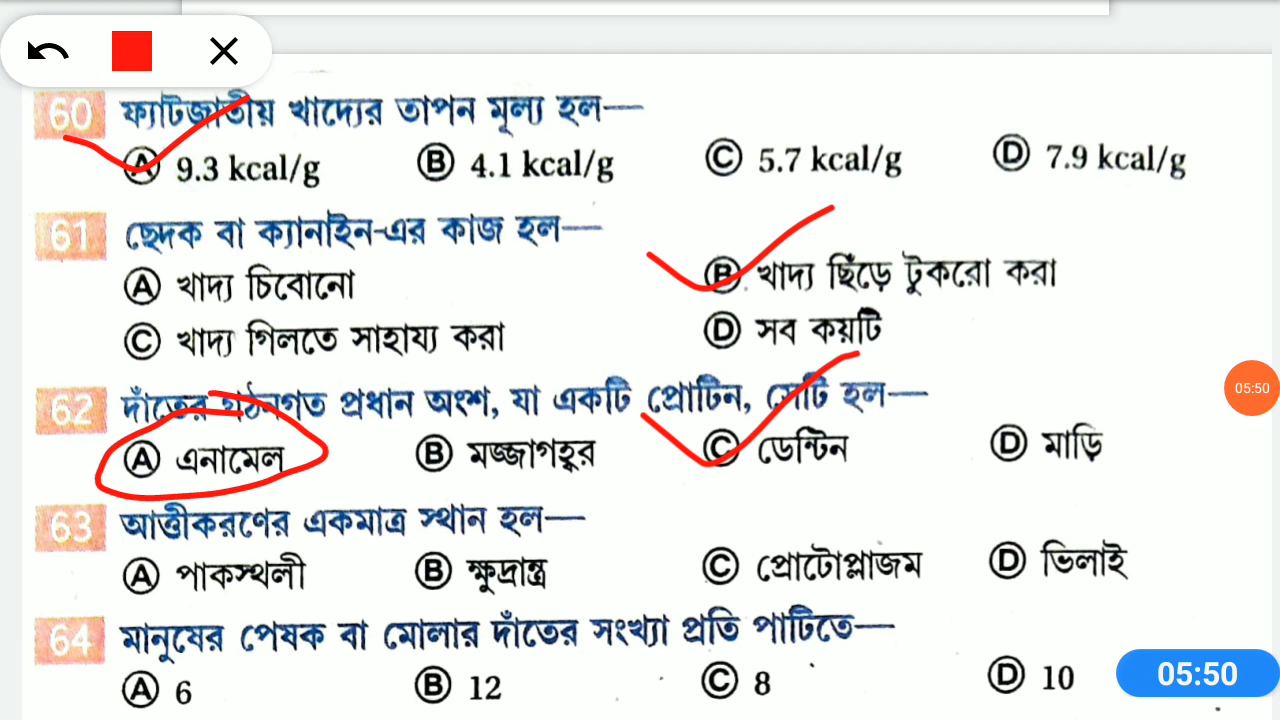 60 ফ্যাটজাতীয় খাদ্যের তাপন মূল্য হল—
Ⓐ 9.3 kcal/g Ⓑ 4.1 kcal/g Ⓒ 5.7 kcal/g Ⓓ 7.9 kcal/g
61 ছেদক বা ক্যানাইন-এর কাজ হল—
Ⓐ খাদ্য চিবোনো Ⓑ খাদ্য ছিঁড়ে টুকরো করা
Ⓒ খাদ্য গিলতে সাহায্য করা Ⓓ সব কয়টি
62 দাঁতের গঠনগত প্রধান অংশ, যা একটি প্রোটিন, সেটি হল—
05:50
Ⓐ এনামেল Ⓑ মজ্জাগহ্বর Ⓒ ডেন্টিন Ⓓ মাড়ি
63 আত্তীকরণের একমাত্র স্থান হল—
Ⓐ পাকস্থলী Ⓑ ক্ষুদ্রান্ত্র Ⓒ প্রোটোপ্লাজম Ⓓ ভিলাই
64 মানুষের পেষক বা মোলার দাঁতের সংখ্যা প্রতি পাটিতে—
Ⓐ 6 Ⓑ 12 Ⓒ 8 Ⓓ 10
05:50